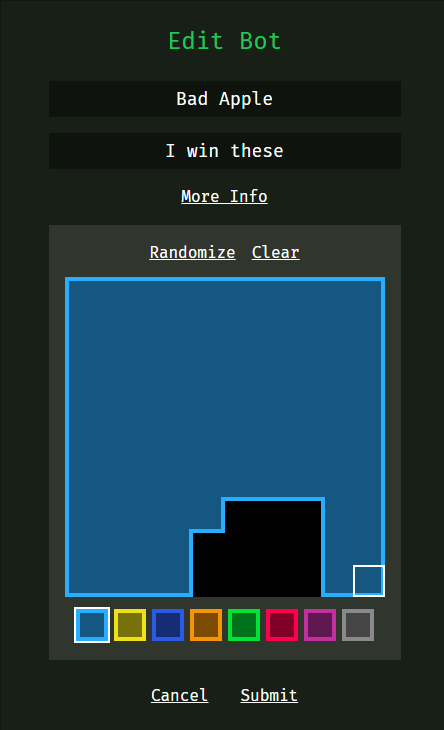 Edit Bot
Bad Apple
I win these
More Info
Randomize Clear
Cancel Submit